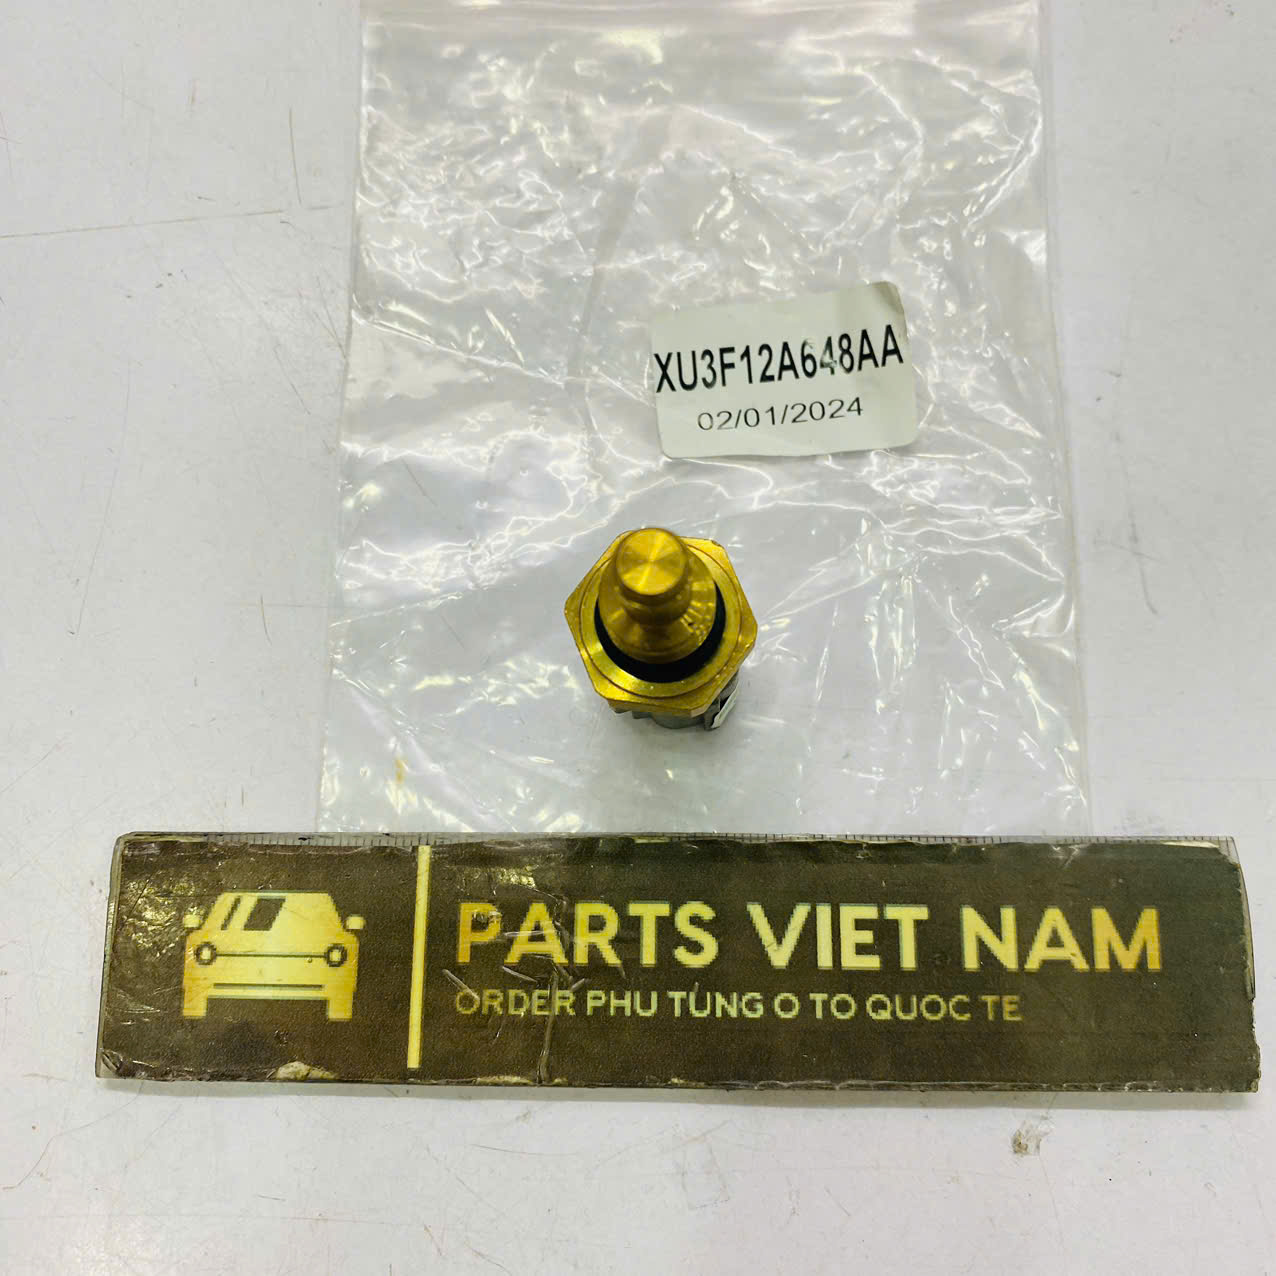 XU3F12A648AA
02/01/2024
PARTS VIET NAM
ORDER PHU TUNG O TO QUOC TE